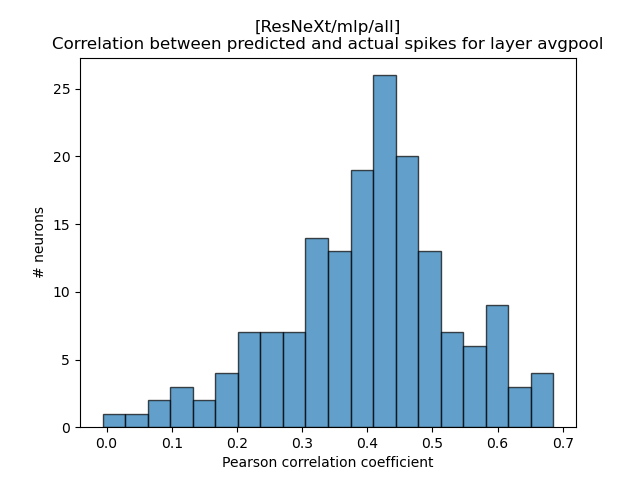 [ResNeXt/mlp/all]
Correlation between predicted and actual spikes for layer avgpool
25
20
15
10
5
0
# neurons
0.0 0.1 0.2 0.3 0.4 0.5 0.6 0.7
Pearson correlation coefficient